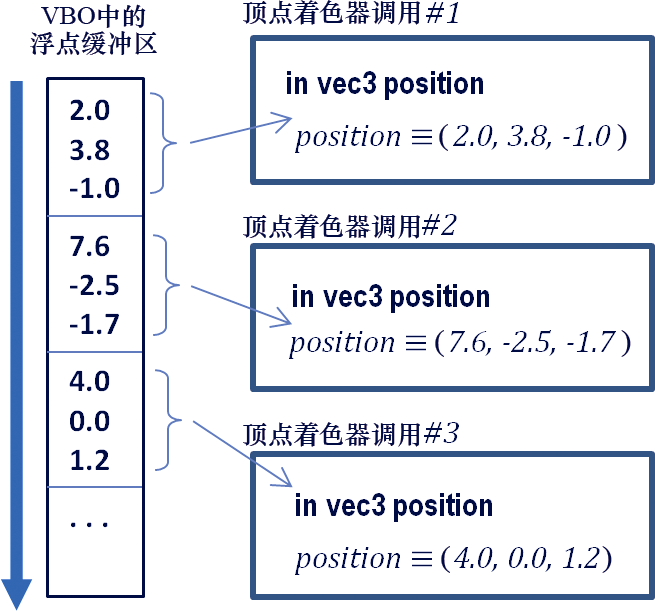 VBO中的
浮点缓冲区
2.0
3.8
-1.0
7.6
-2.5
-1.7
4.0
0.0
1.2
. . .
顶点着色器调用#1
in vec3 position
position ≡ (2.0, 3.8, -1.0 )
顶点着色器调用#2
in vec3 position
position ≡ (7.6, -2.5, -1.7 )
顶点着色器调用#3
in vec3 position
position ≡ (4.0, 0.0, 1.2)